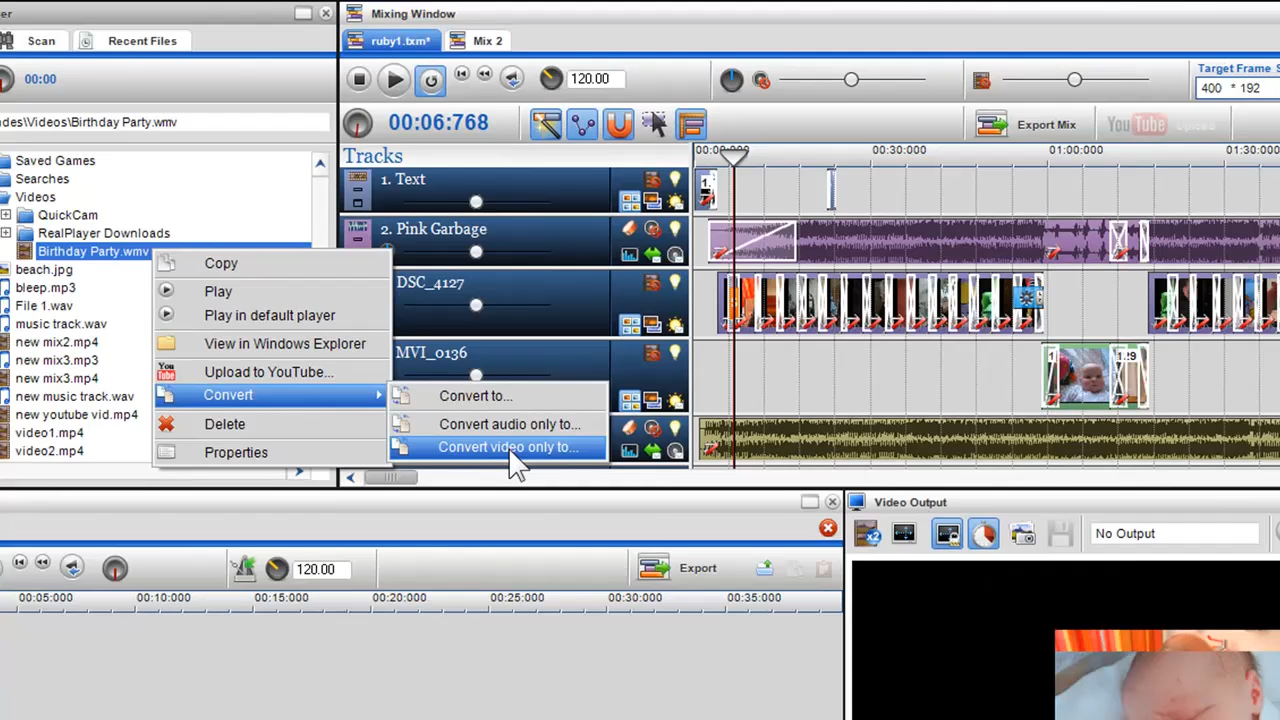 er
Scan
Recent Files
00:00
des\Videos\Birthday Party.wmv
Saved Games
Searches
Videos
QuickCam
RealPlayer Downloads
Birthday Party.wmv
beach.jpg
bleep.mp3
File 1.wav
music track.wav
new mix2.mp4
new mix3.mp3
new mix3.mp4
new music track.wav
new youtube vid.mp4
video1.mp4
video2.mp4
Copy
Play
Play in default player
View in Windows Explorer
Upload to YouTube...
Convert
Delete
Properties
Convert to...
Convert audio only to...
Convert video only to...
Mixing Window
ruby1.txm*
Mix 2
120.00
Target Frame S
400 * 192
00:06:768
Export Mix
YouTube Upload
Tracks
00:00:000
00:30:000
01:00:000
01:30:00
1. Text
2. Pink Garbage
DSC_4127
MVI_0136
120.00
Export
00:05:000
00:10:000
00:15:000
00:20:000
00:25:000
00:30:000
00:35:000
Video Output
x2
No Output